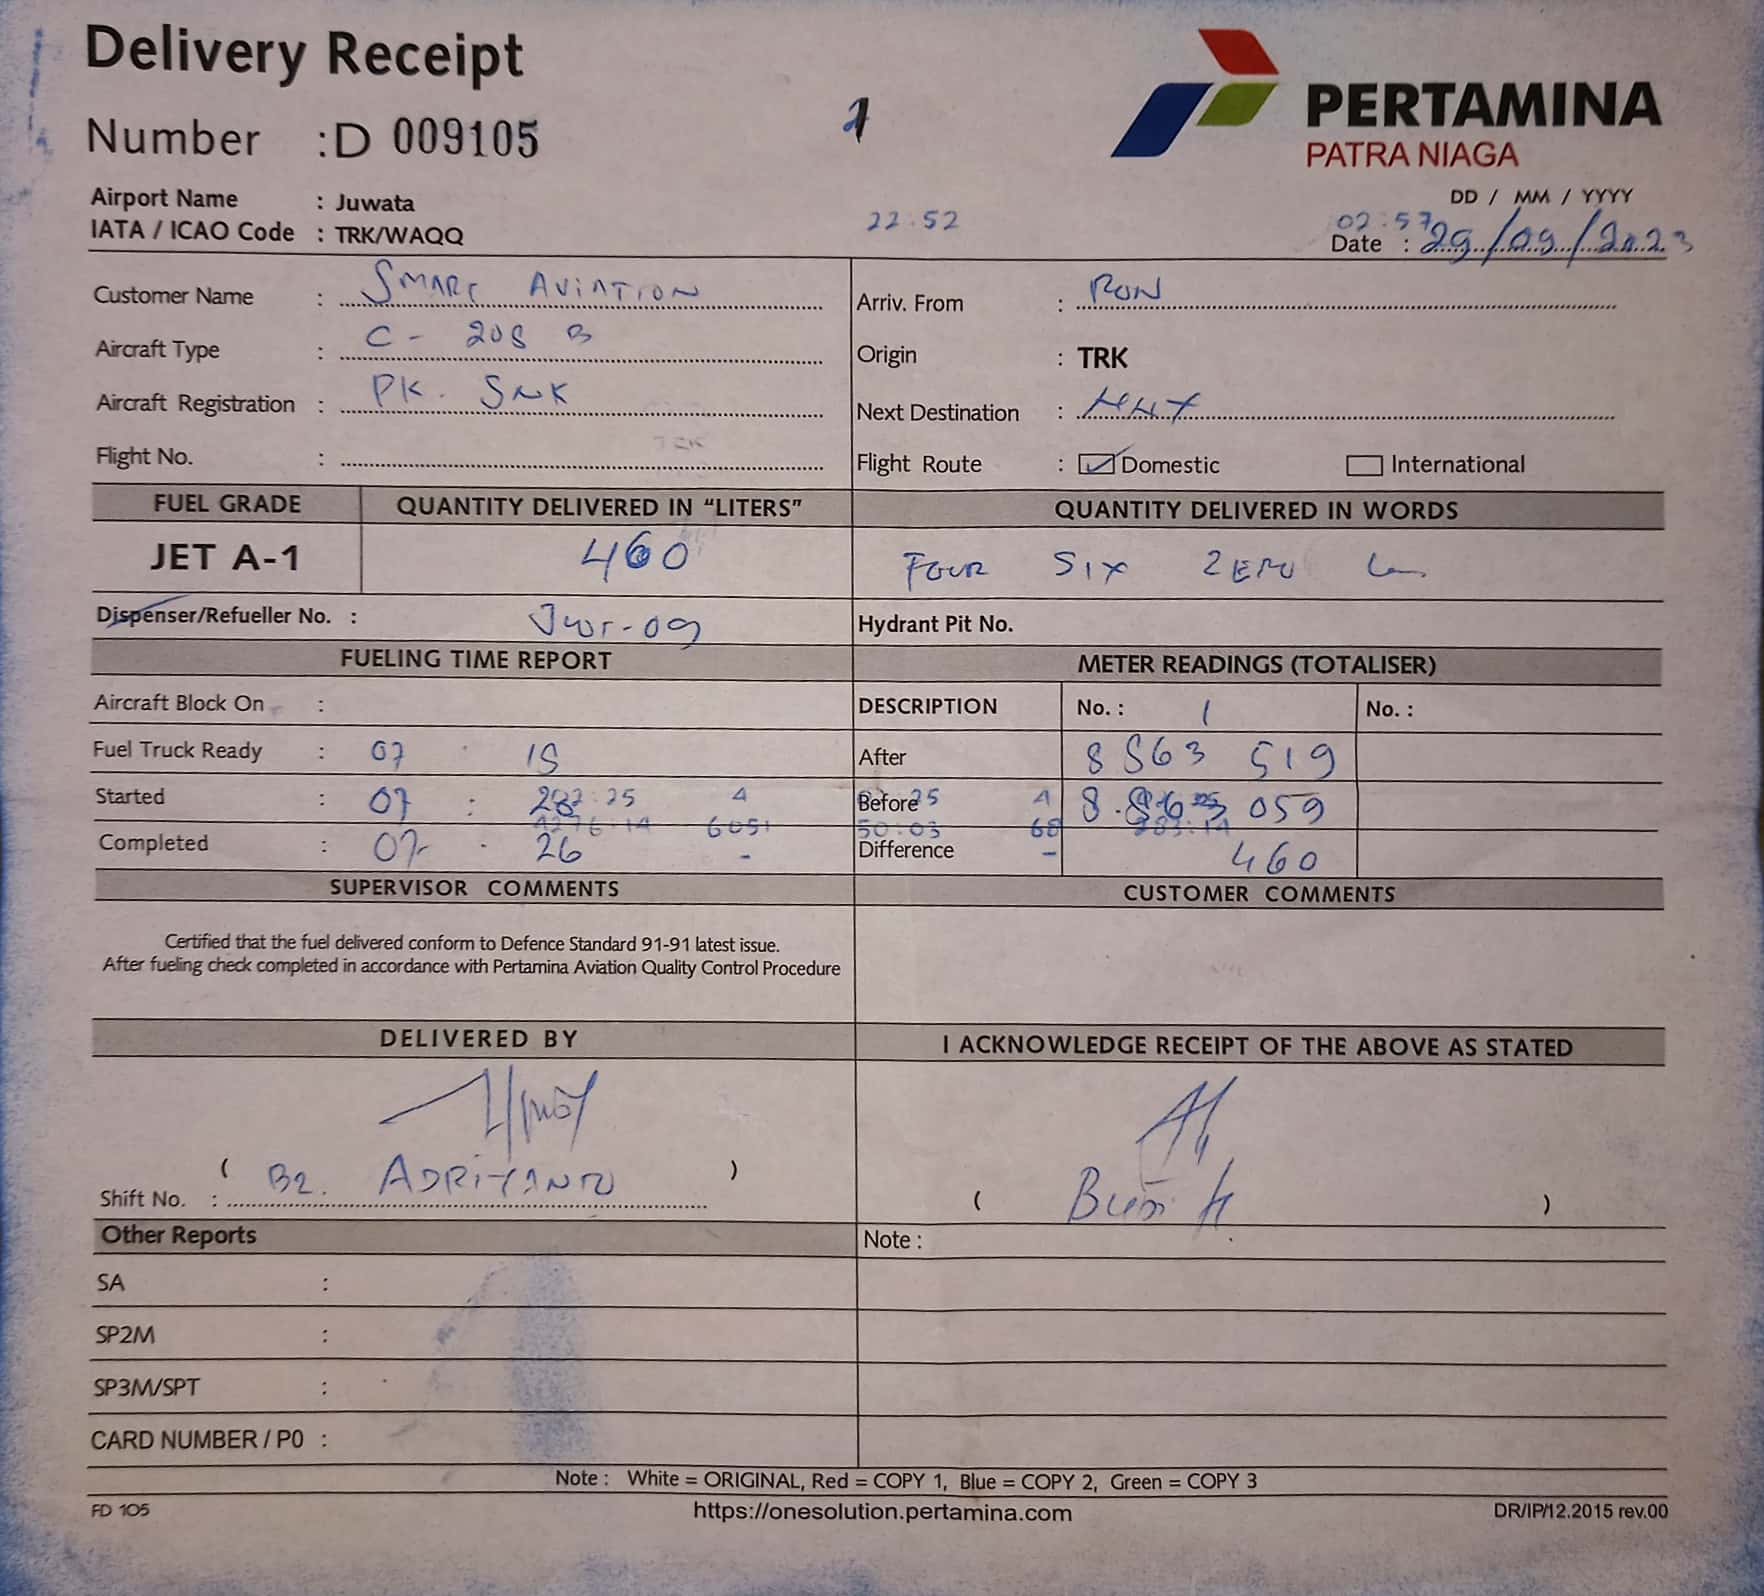 Delivery Receipt
Number : D 009105
PERTAMINA
PATRA NIAGA
Airport Name : Juwata
IATA / ICAO Code : TRK/WAQQ
22:52
DD / MM / YYYY
02:57
Date : 29/09/2023
Customer Name : SMART AVIATION
Arriv. From : RON
Aircraft Type : C - 208 B
Origin : TRK
Aircraft Registration : PK. SNK
Next Destination :
Flight No. :
Flight Route : Domestic International
FUEL GRADE QUANTITY DELIVERED IN “LITERS” QUANTITY DELIVERED IN WORDS
JET A-1 460 FOUR SIX ZERO
Dispenser/Refueller No. : Jwr-09 Hydrant Pit No.
FUELING TIME REPORT METER READINGS (TOTALISER)
Aircraft Block On : DESCRIPTION No. : 1 No. :
Fuel Truck Ready : 07 15 After 8 563 519
Started : 07 : Before 8. 059
Completed : 07 . 26 Difference 460
SUPERVISOR COMMENTS CUSTOMER COMMENTS
Certified that the fuel delivered conform to Defence Standard 91-91 latest issue.
After fueling check completed in accordance with Pertamina Aviation Quality Control Procedure
DELIVERED BY I ACKNOWLEDGE RECEIPT OF THE ABOVE AS STATED
Shift No. : ( B2. ADRIYANTO )
( )
Other Reports Note :
SA :
SP2M :
SP3M/SPT :
CARD NUMBER / P0 :
Note : White = ORIGINAL, Red = COPY 1, Blue = COPY 2, Green = COPY 3
FD 105 https://onesolution.pertamina.com DR/IP/12.2015 rev.00